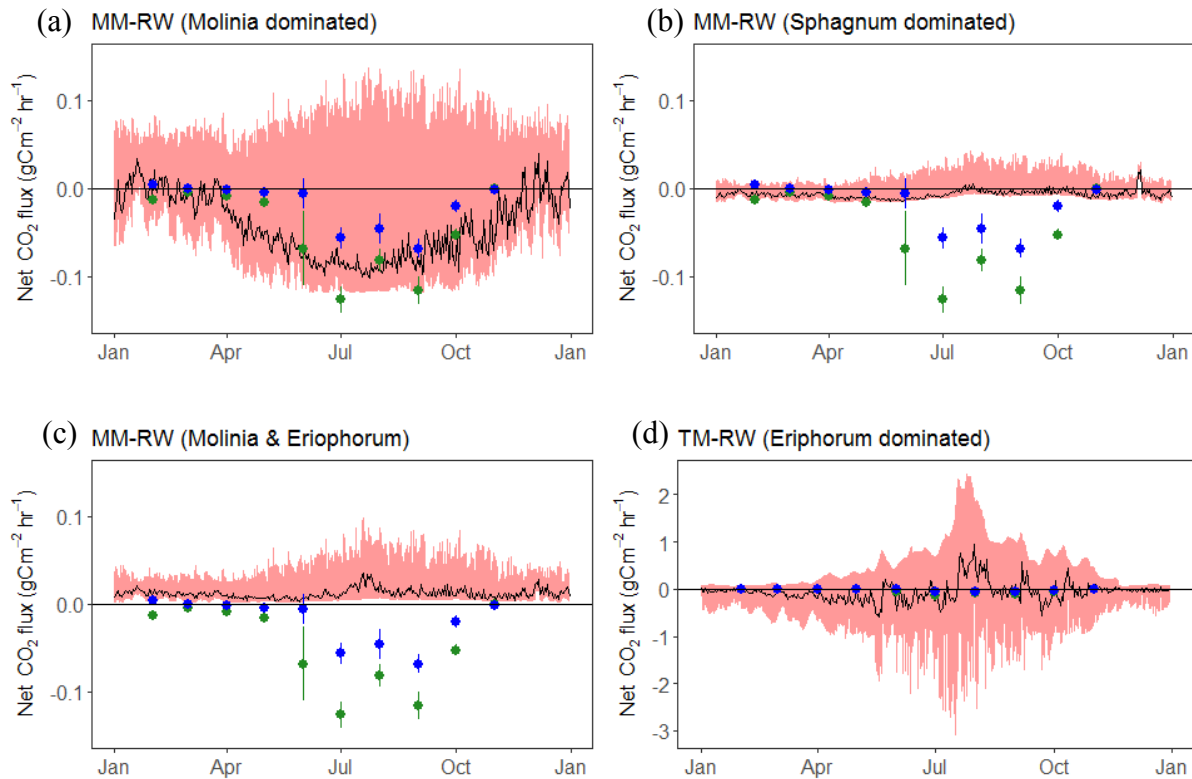 (a) MM-RW (Molinia dominated)
Net CO₂ flux (gCm⁻² hr⁻¹)
0.1
0.0
-0.1
Jan Apr Jul Oct Jan
(b) MM-RW (Sphagnum dominated)
Net CO₂ flux (gCm⁻² hr⁻¹)
0.1
0.0
-0.1
Jan Apr Jul Oct Jan
(c) MM-RW (Molinia & Eriophorum)
Net CO₂ flux (gCm⁻² hr⁻¹)
0.1
0.0
-0.1
Jan Apr Jul Oct Jan
(d) TM-RW (Eriphorum dominated)
Net CO₂ flux (gCm⁻² hr⁻¹)
2
1
0
-1
-2
-3
Jan Apr Jul Oct Jan